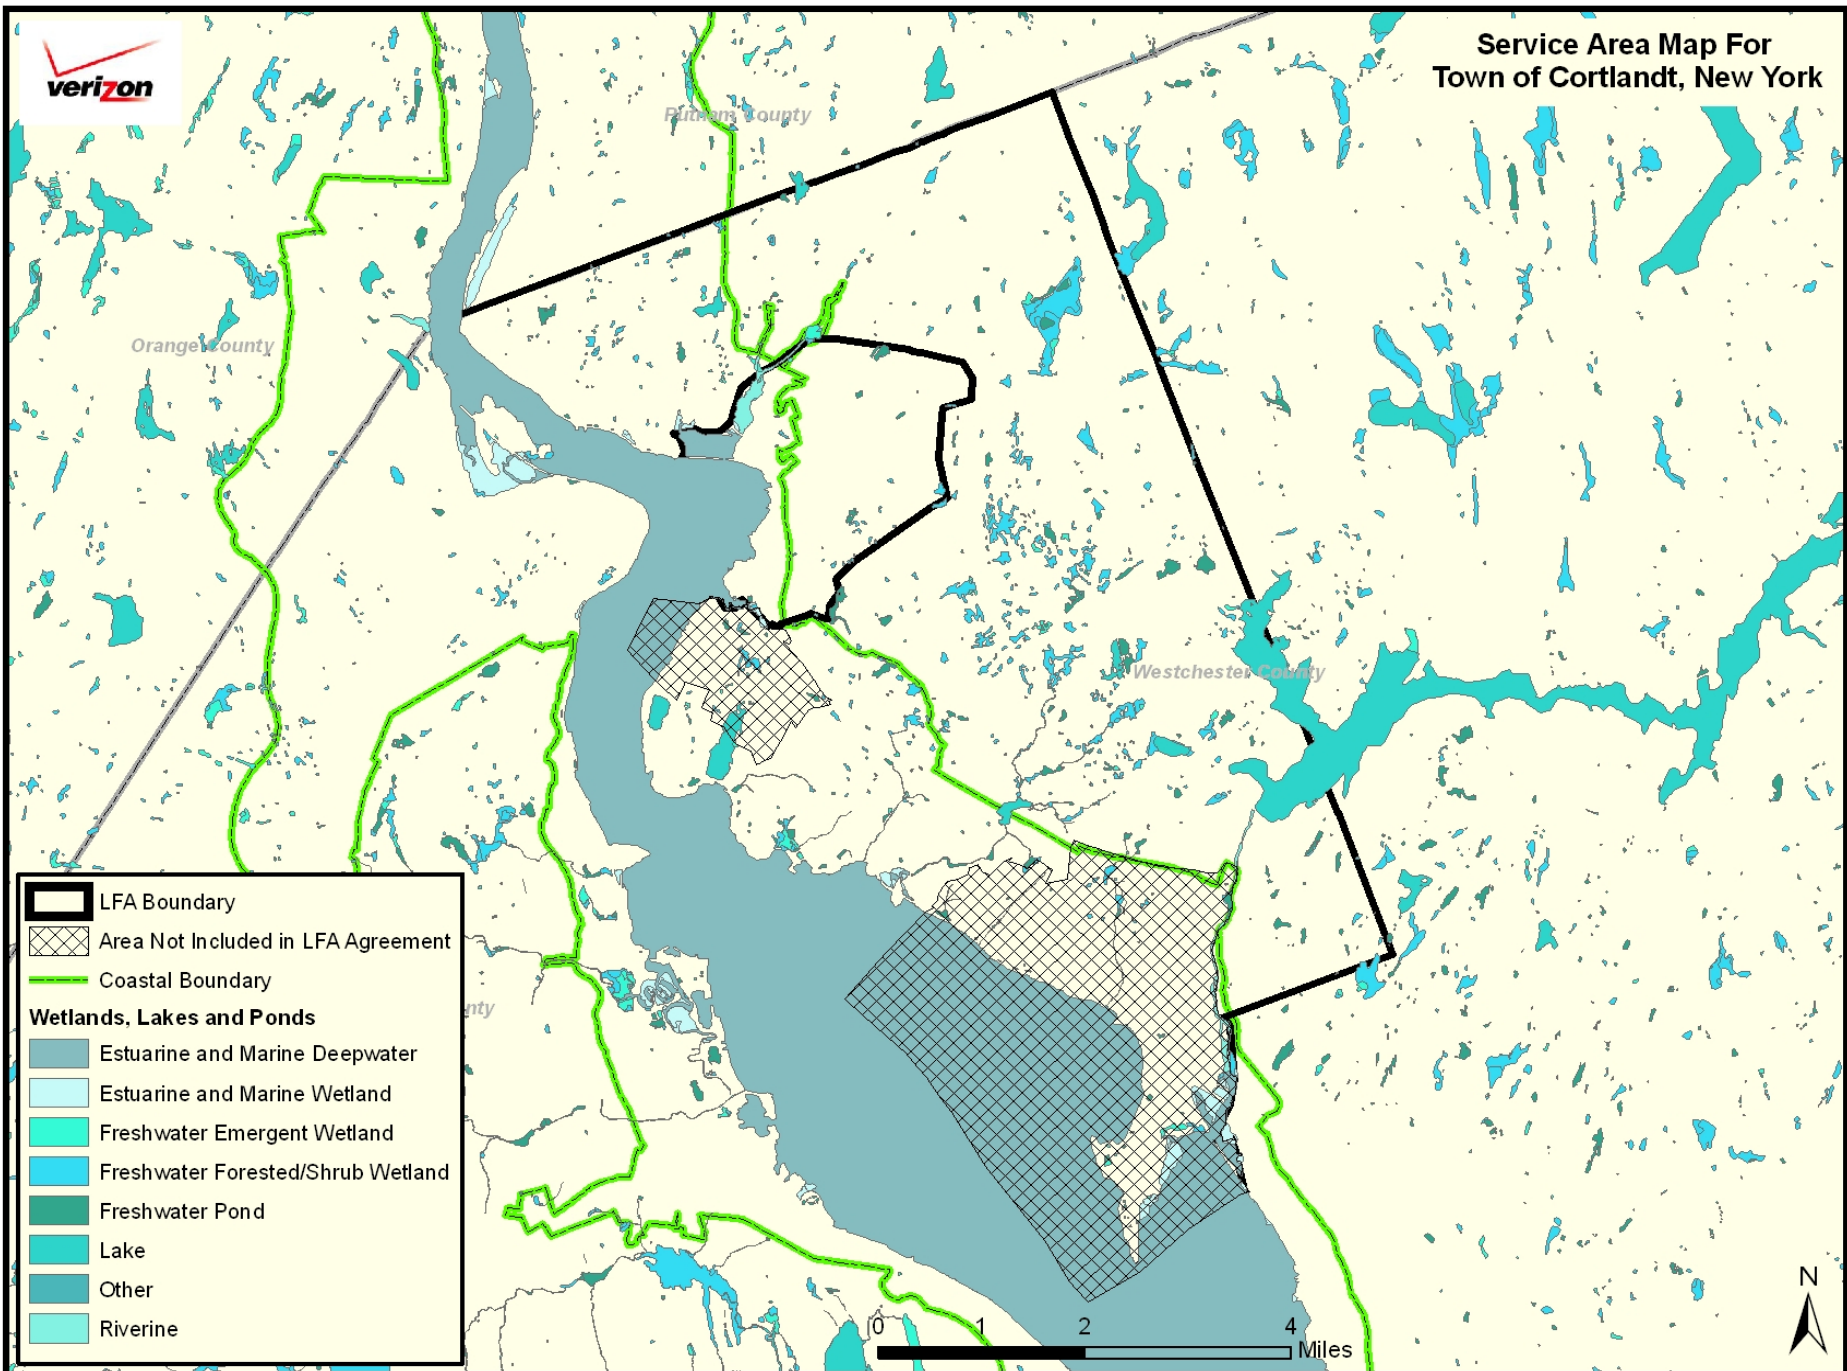 verizon
Service Area Map For
Town of Cortlandt, New York
Putnam County
Orange County
Westchester County
nty
LFA Boundary
Area Not Included in LFA Agreement
Coastal Boundary
Wetlands, Lakes and Ponds
Estuarine and Marine Deepwater
Estuarine and Marine Wetland
Freshwater Emergent Wetland
Freshwater Forested/Shrub Wetland
Freshwater Pond
Lake
Other
Riverine
0 1 2 4
Miles
N